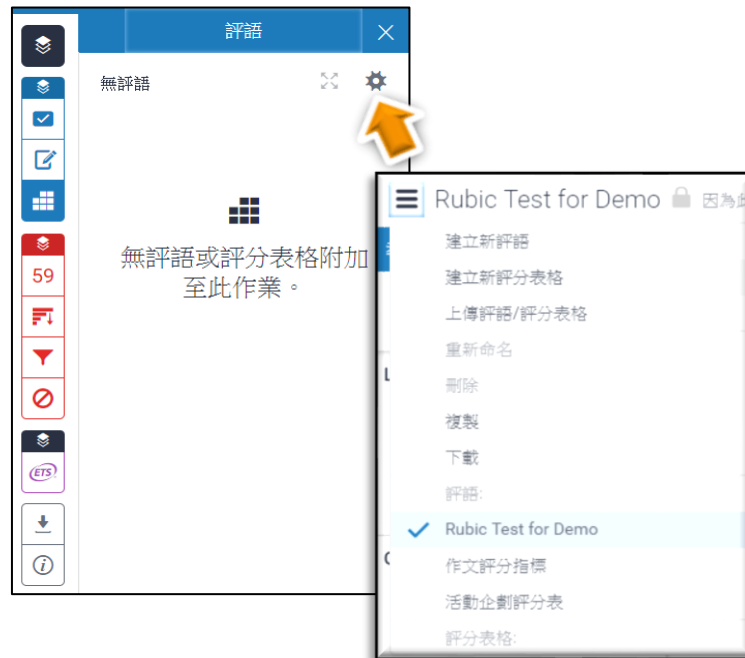 評語
無評語
無評語或評分表格附加
至此作業。
59
ETS
Rubic Test for Demo
因為此
建立新評語
建立新評分表格
上傳評語/評分表格
重新命名
刪除
複製
下載
評語:
Rubic Test for Demo
作文評分指標
活動企劃評分表
評分表格: